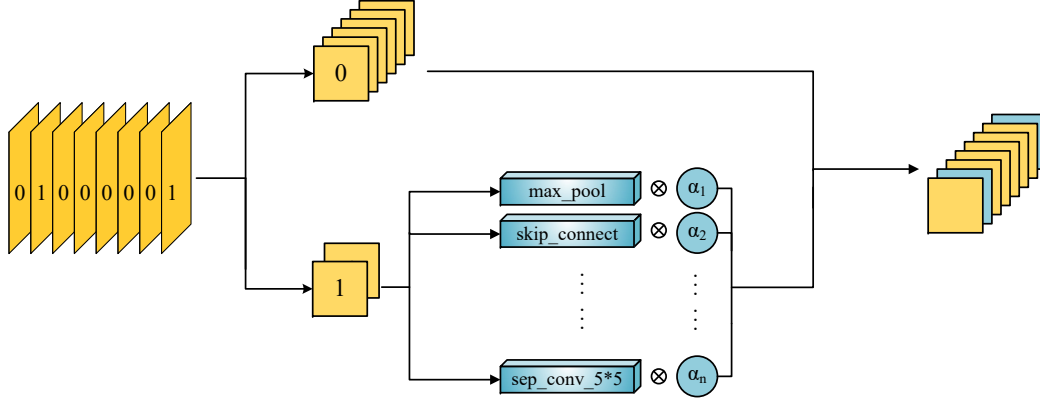 0
0 1 0 0 0 0 0 1
max_pool ⊗ α₁
skip_connect ⊗ α₂
1
sep_conv_5*5 ⊗ αₙ